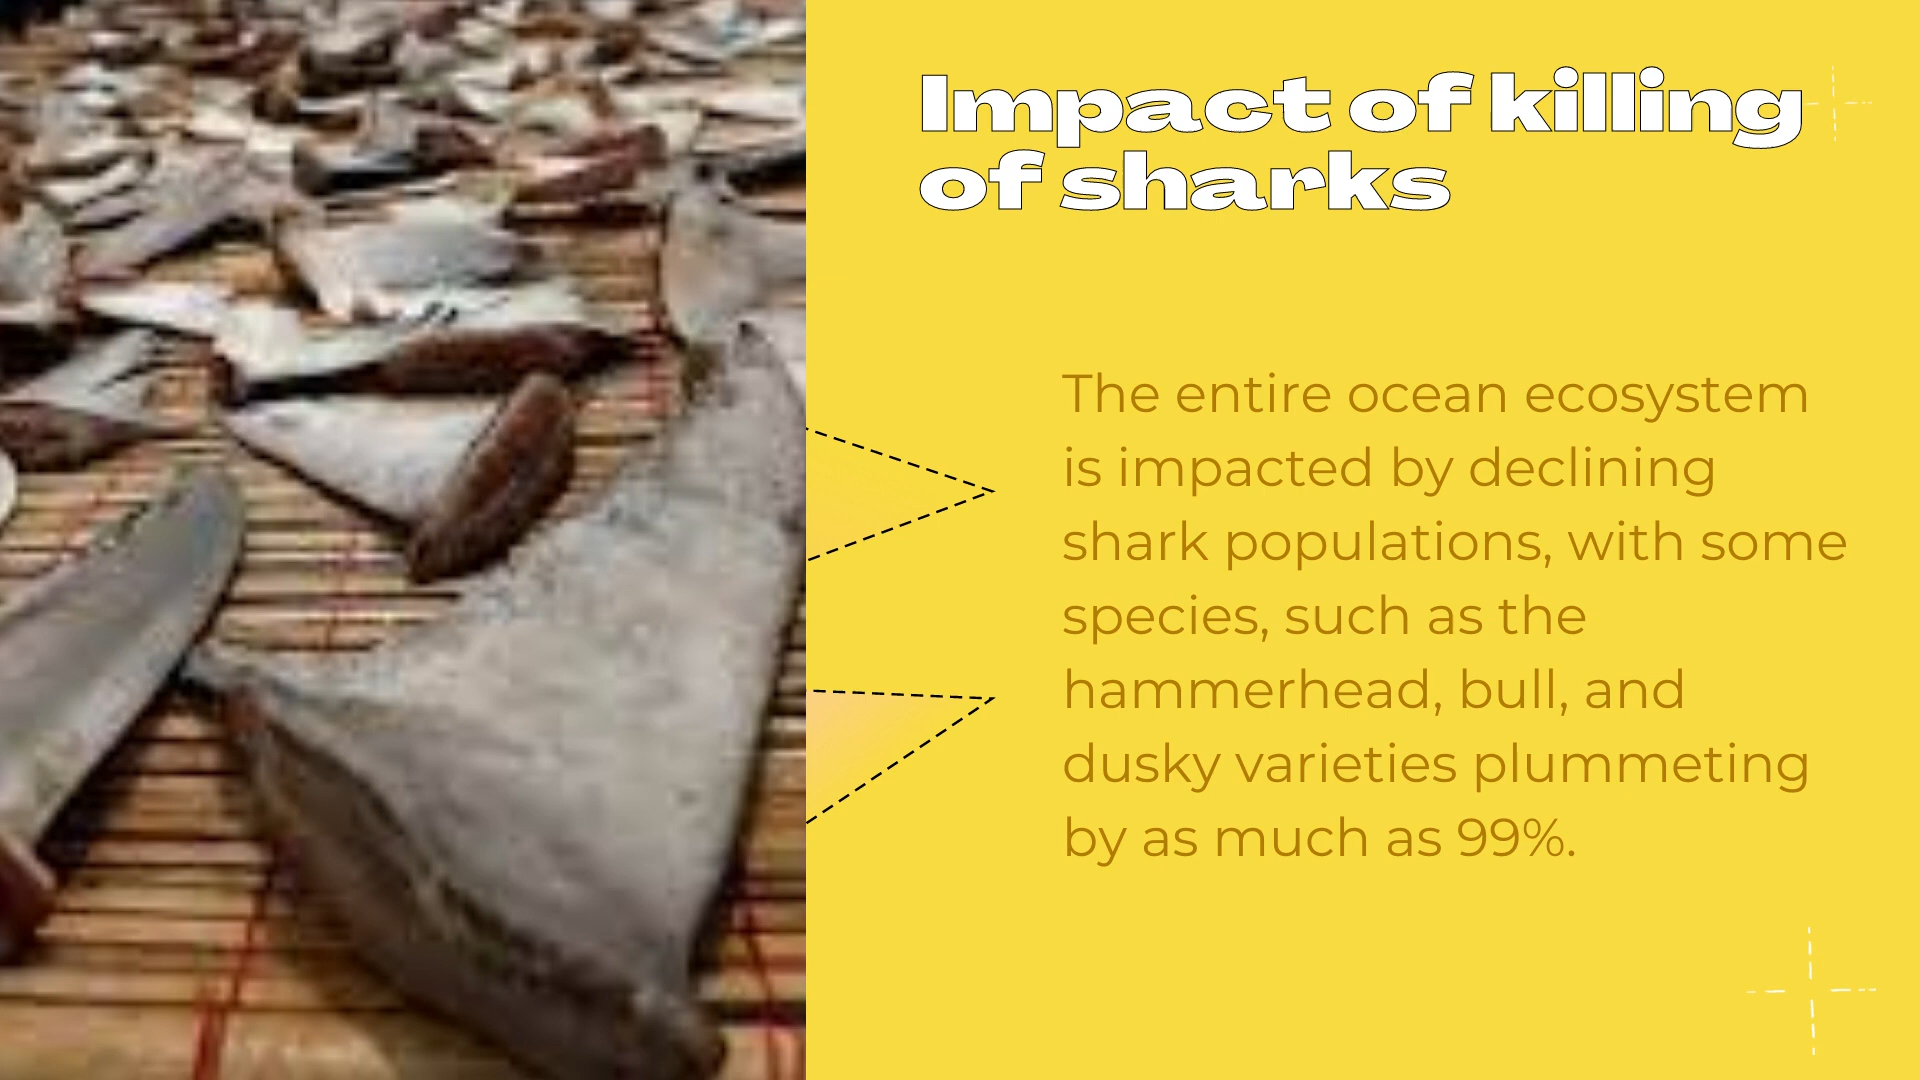 Impact of killing
of sharks
The entire ocean ecosystem
is impacted by declining
shark populations, with some
species, such as the
hammerhead, bull, and
dusky varieties plummeting
by as much as 99%.